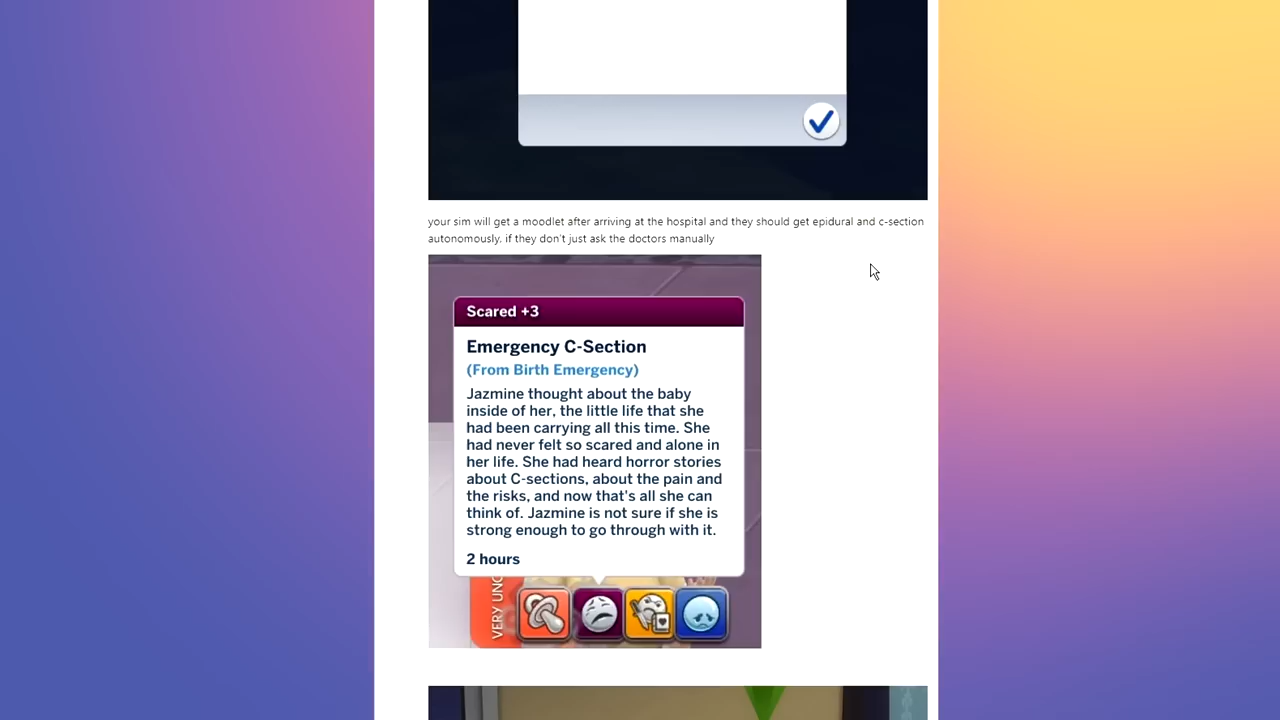 your sim will get a moodlet after arriving at the hospital and they should get epidural and c-section
autonomously. if they don't just ask the doctors manually
Scared +3
Emergency C-Section
(From Birth Emergency)
Jazmine thought about the baby
inside of her, the little life that she
had been carrying all this time. She
had never felt so scared and alone in
her life. She had heard horror stories
about C-sections, about the pain and
the risks, and now that's all she can
think of. Jazmine is not sure if she is
strong enough to go through with it.
2 hours
VERY UNC